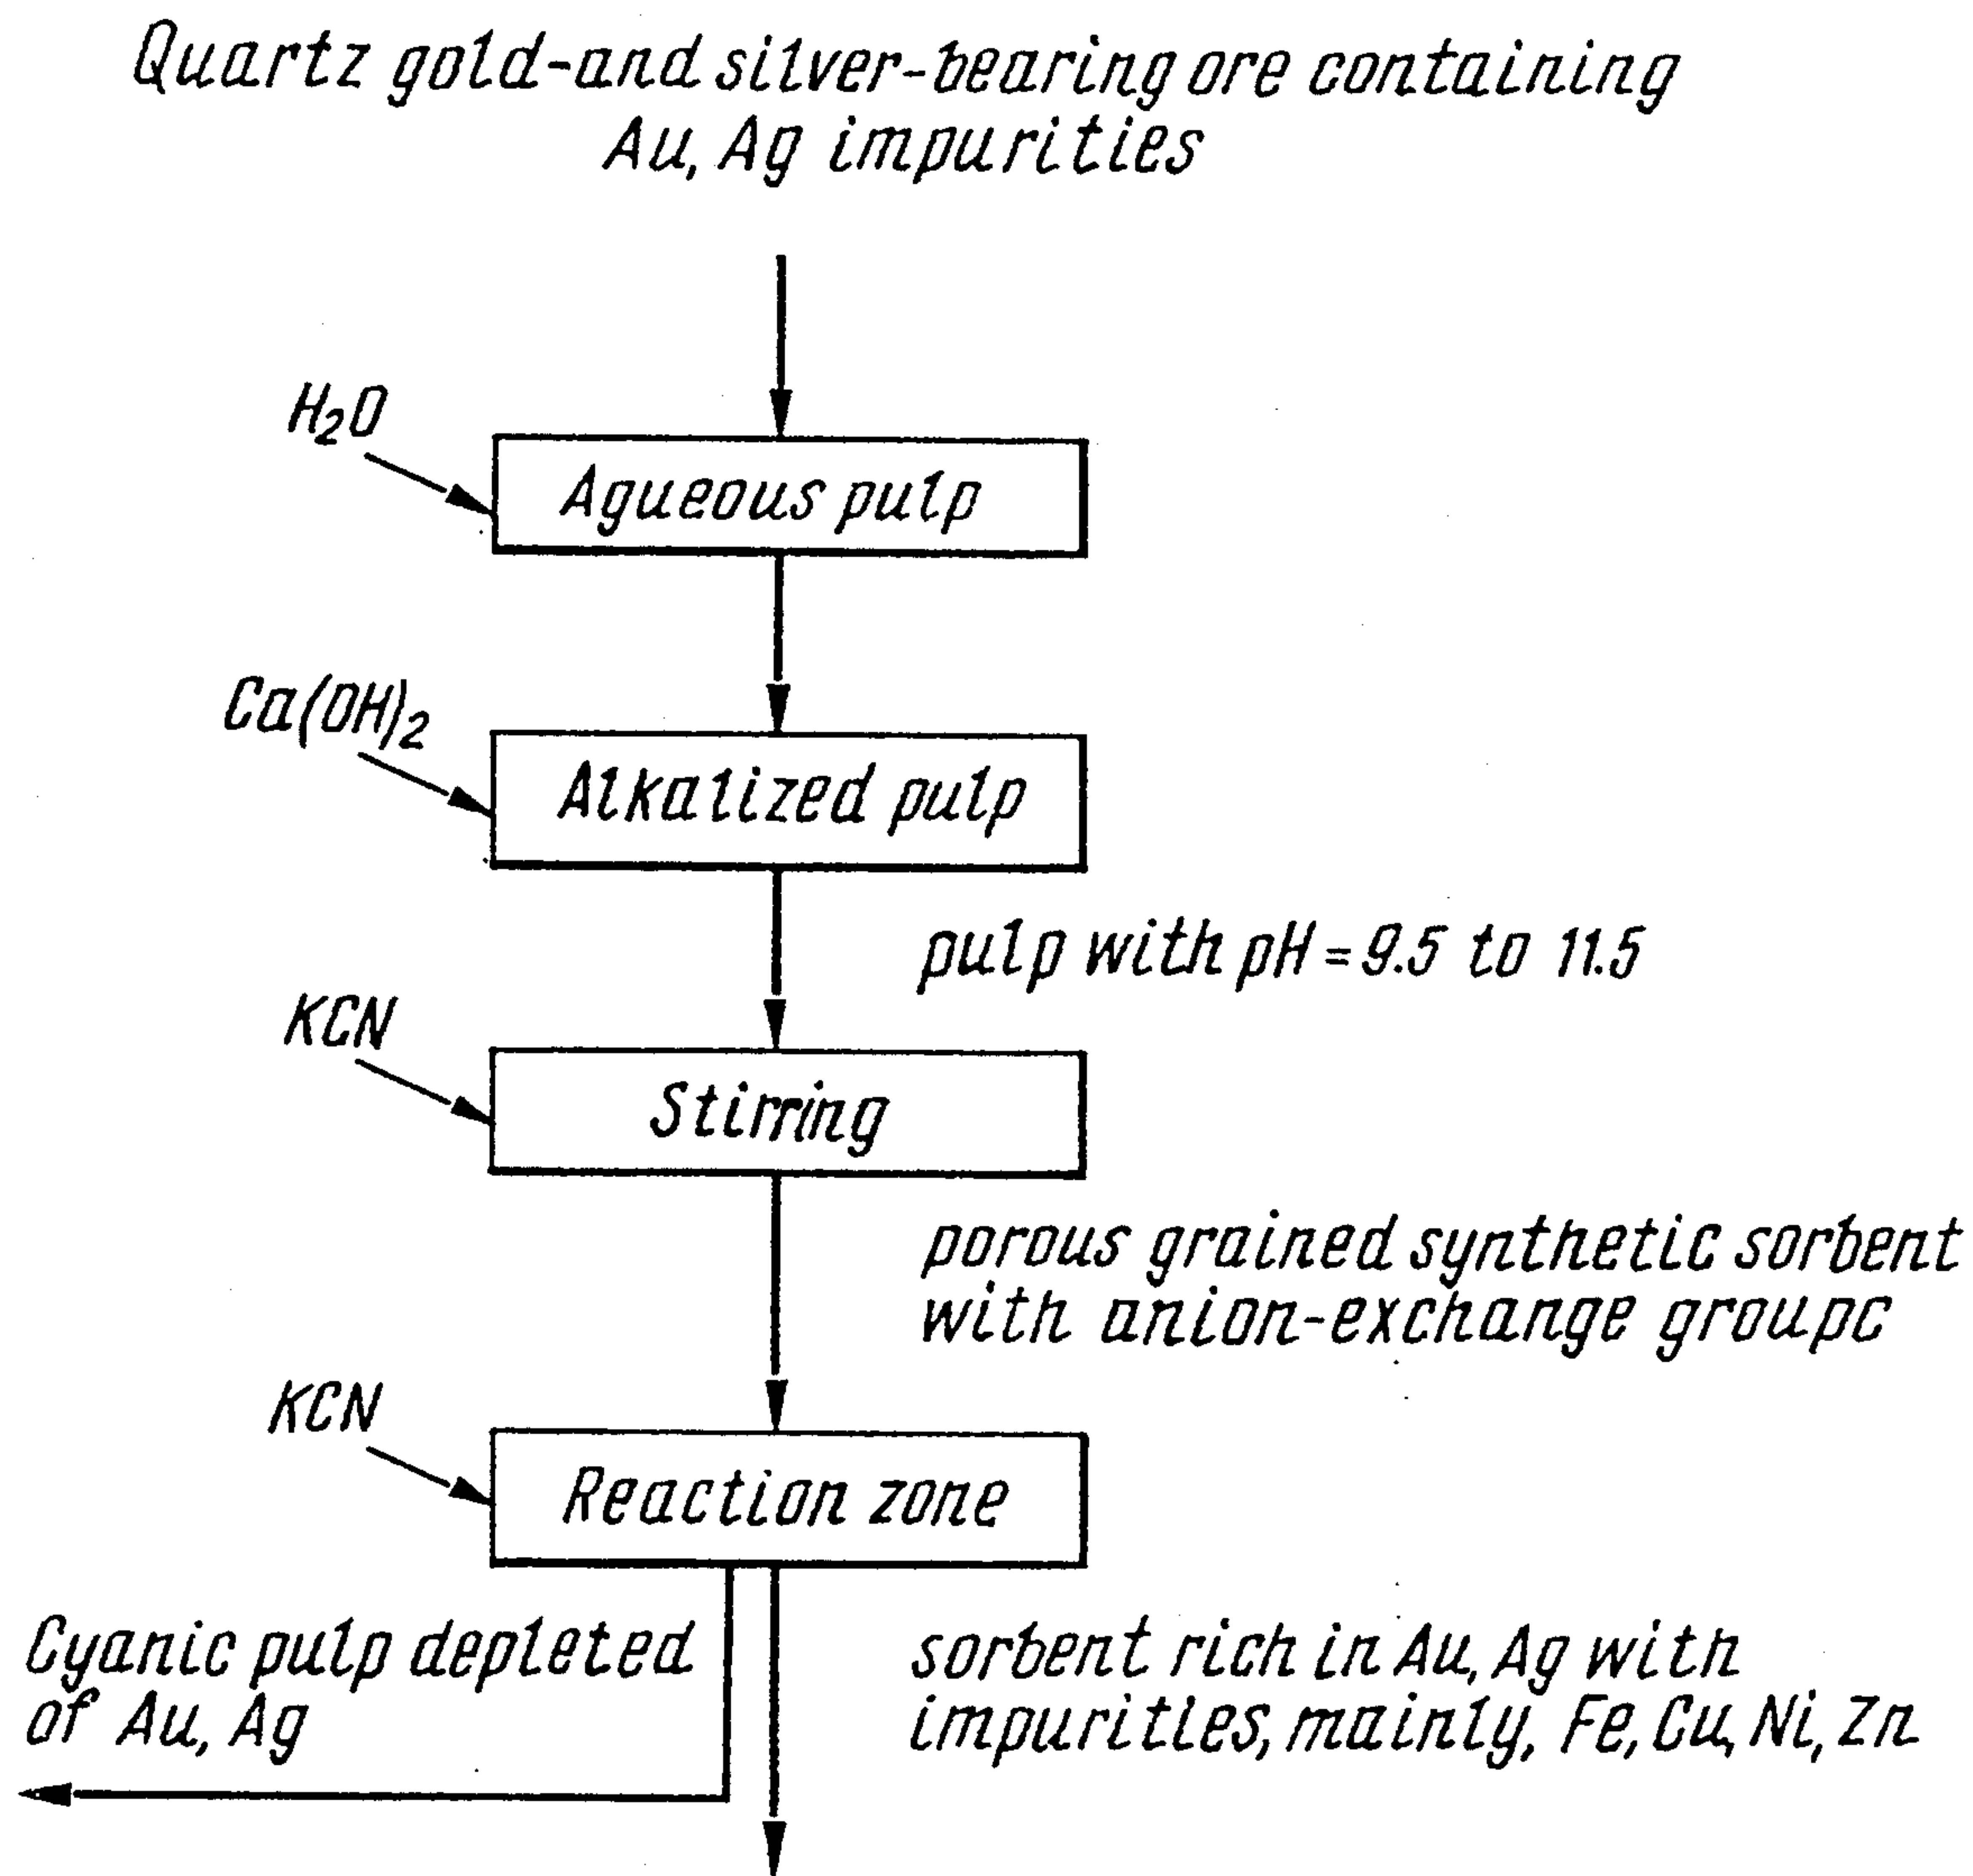 Quartz gold-and silver-bearing ore containing
Au, Ag impurities
H₂O
Agueous pulp
Ca(OH)₂
Alkalized pulp
pulp with pH = 9.5 to 11.5
KCN
Stirring
porous grained synthetic sorbent
with anion-exchange groupc
KCN
Reaction zone
Cyanic pulp depleted
of Au, Ag
sorbent rich in Au, Ag with
impurities, mainly, Fe, Cu, Ni, Zn